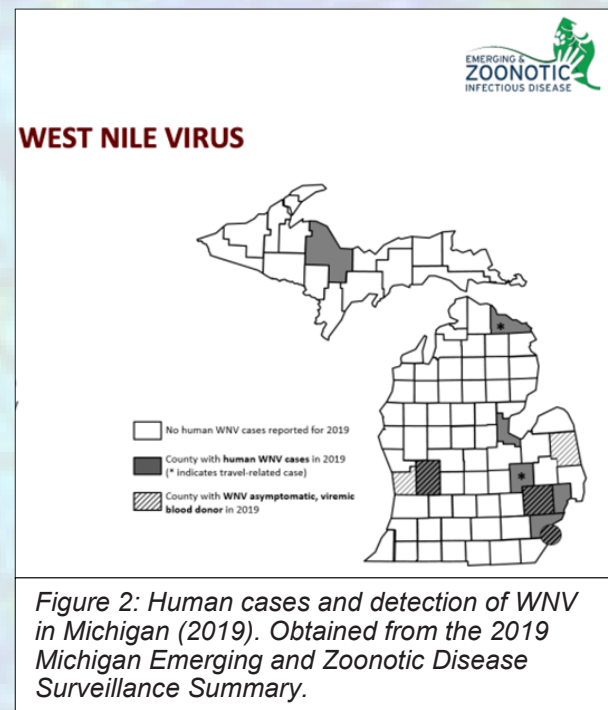 EMERGING &
ZOONOTIC
INFECTIOUS DISEASE
WEST NILE VIRUS
*
No human WNV cases reported for 2019
County with human WNV cases in 2019
(* indicates travel-related case)
*
County with WNV asymptomatic, viremic
blood donor in 2019
Figure 2: Human cases and detection of WNV
in Michigan (2019). Obtained from the 2019
Michigan Emerging and Zoonotic Disease
Surveillance Summary.